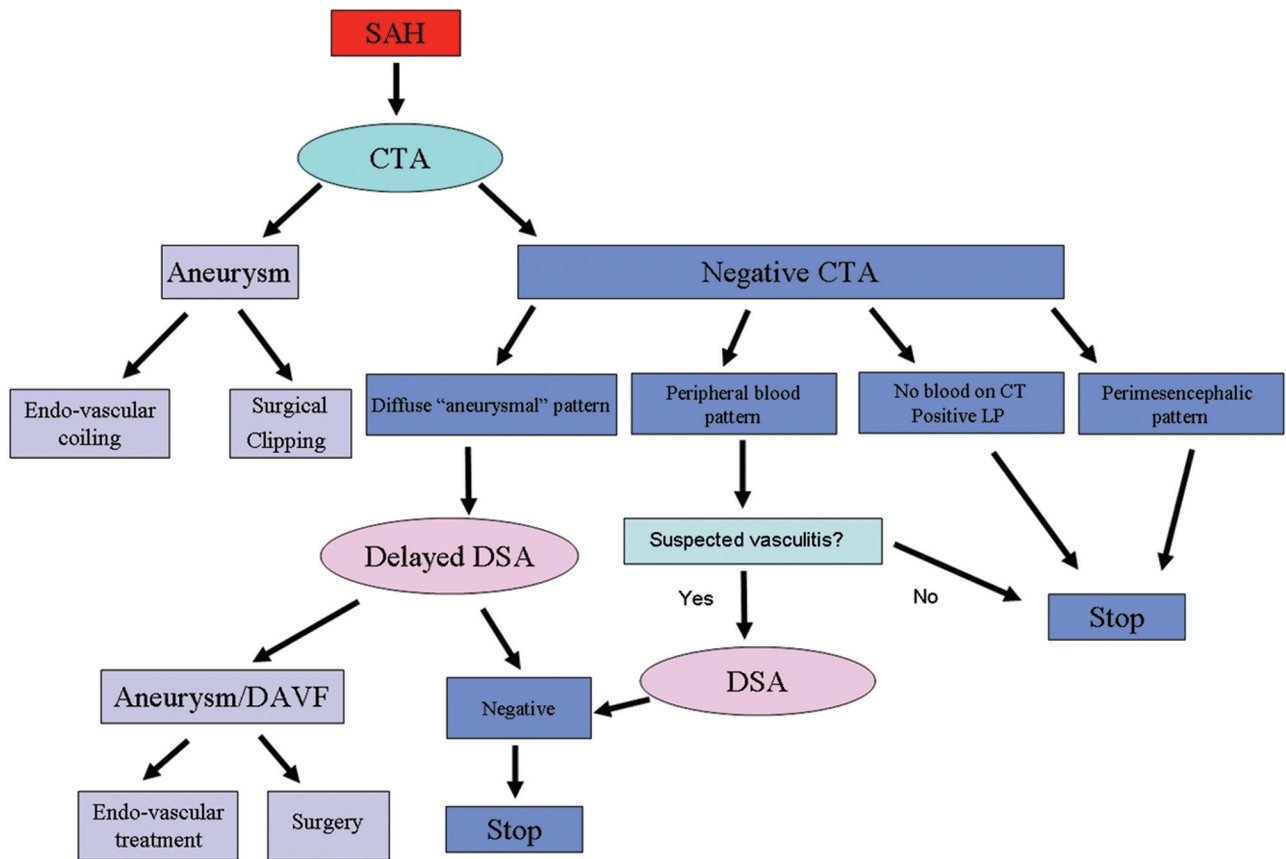 SAH
CTA
Aneurysm
Negative CTA
Endo-vascular
coiling
Surgical
Clipping
Diffuse “aneurysmal” pattern
Peripheral blood
pattern
No blood on CT
Positive LP
Perimesencephalic
pattern
Delayed DSA
Suspected vasculitis?
Yes
No
Stop
Aneurysm/DAVF
Negative
DSA
Endo-vascular
treatment
Surgery
Stop